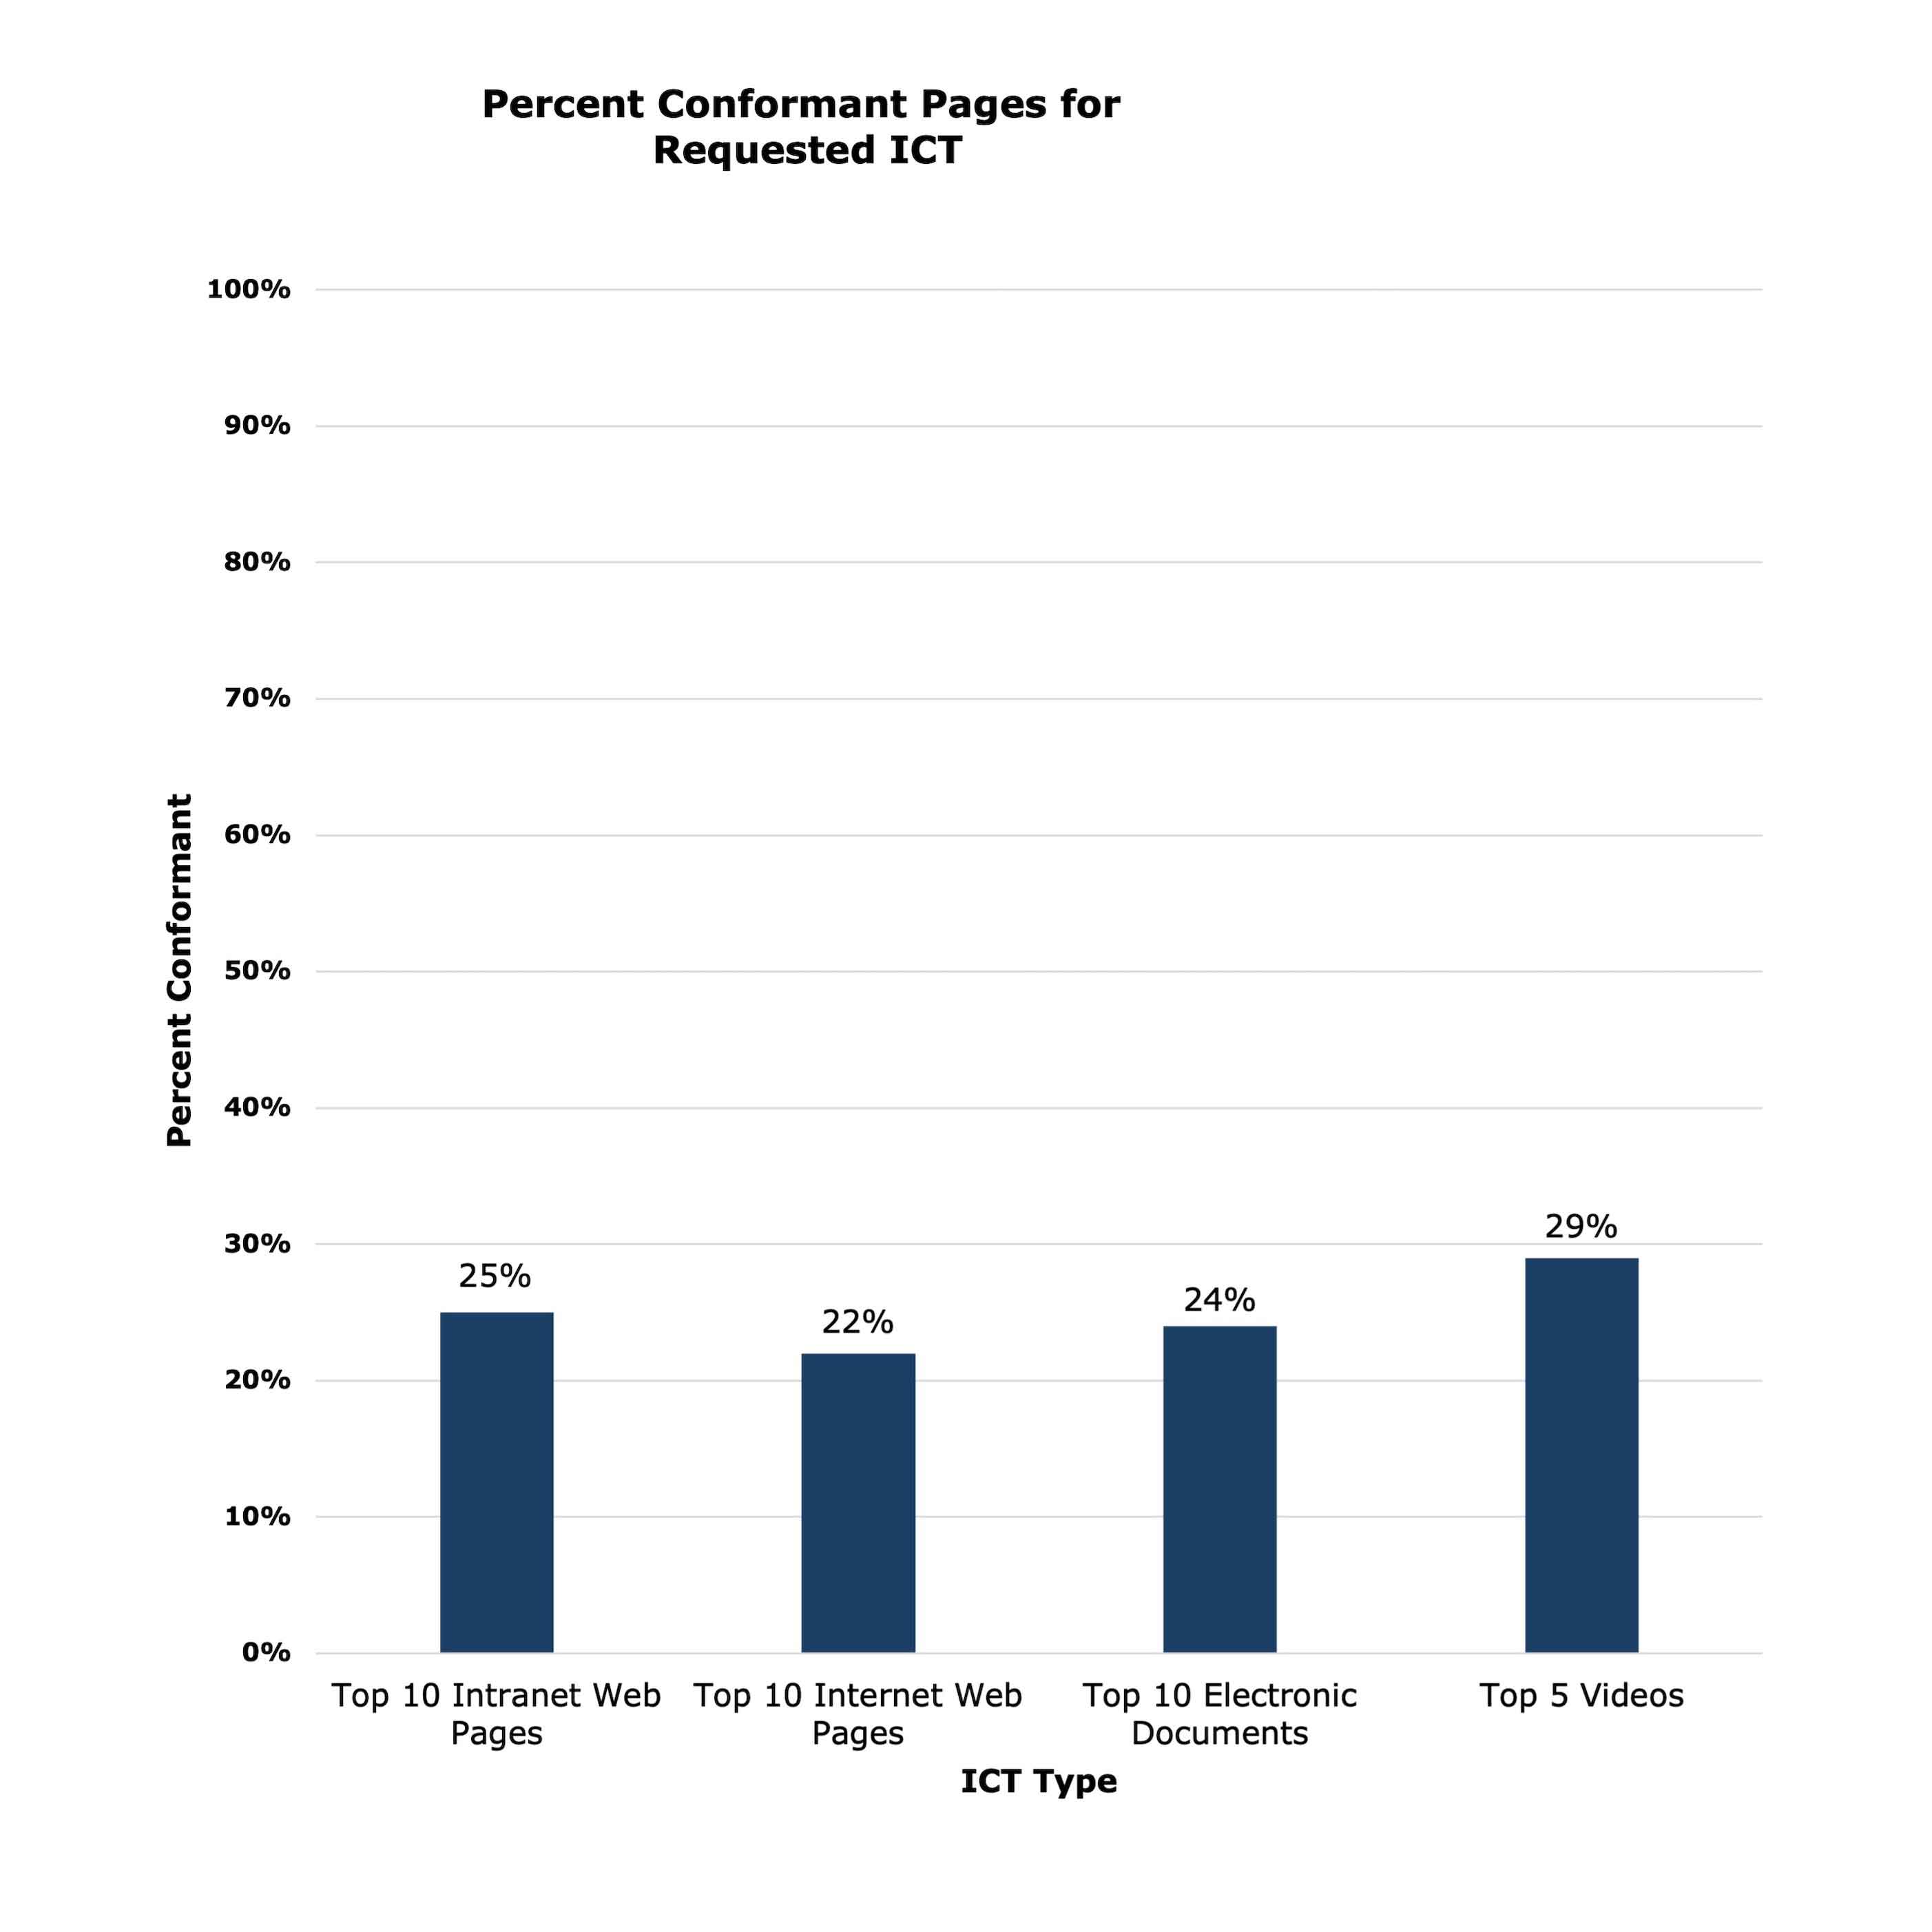 Percent Conformant Pages for
Requested ICT
100%
90%
80%
70%
60%
50%
40%
30%
20%
10%
0%
Percent Conformant
25%
22%
24%
29%
Top 10 Intranet Web
Pages
Top 10 Internet Web
Pages
Top 10 Electronic
Documents
Top 5 Videos
ICT Type